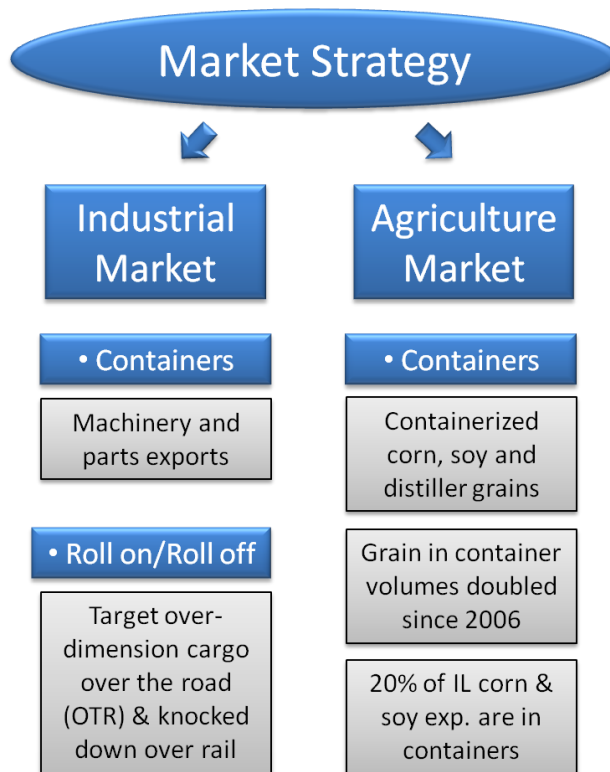 Market Strategy
Industrial
Market
• Containers
Machinery and
parts exports
• Roll on/Roll off
Target over-
dimension cargo
over the road
(OTR) & knocked
down over rail
Agriculture
Market
• Containers
Containerized
corn, soy and
distiller grains
Grain in container
volumes doubled
since 2006
20% of IL corn &
soy exp. are in
containers